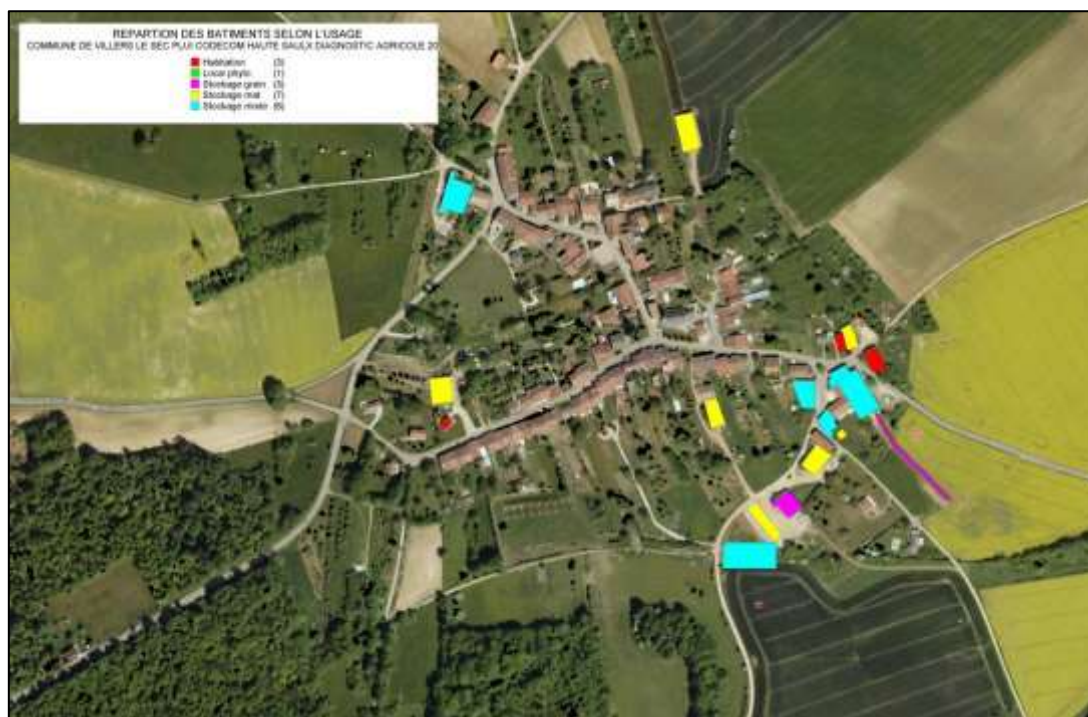 REPARTION DES BATIMENTS SELON L'USAGE
COMMUNE DE VILLERS LE SEC PLUI CODECOM HAUTE SAULX DIAGNOSTIC AGRICOLE 20
Habitation (3)
Local phyto (1)
Stockage grain (3)
Stockage mat (7)
Stockage mixte (6)